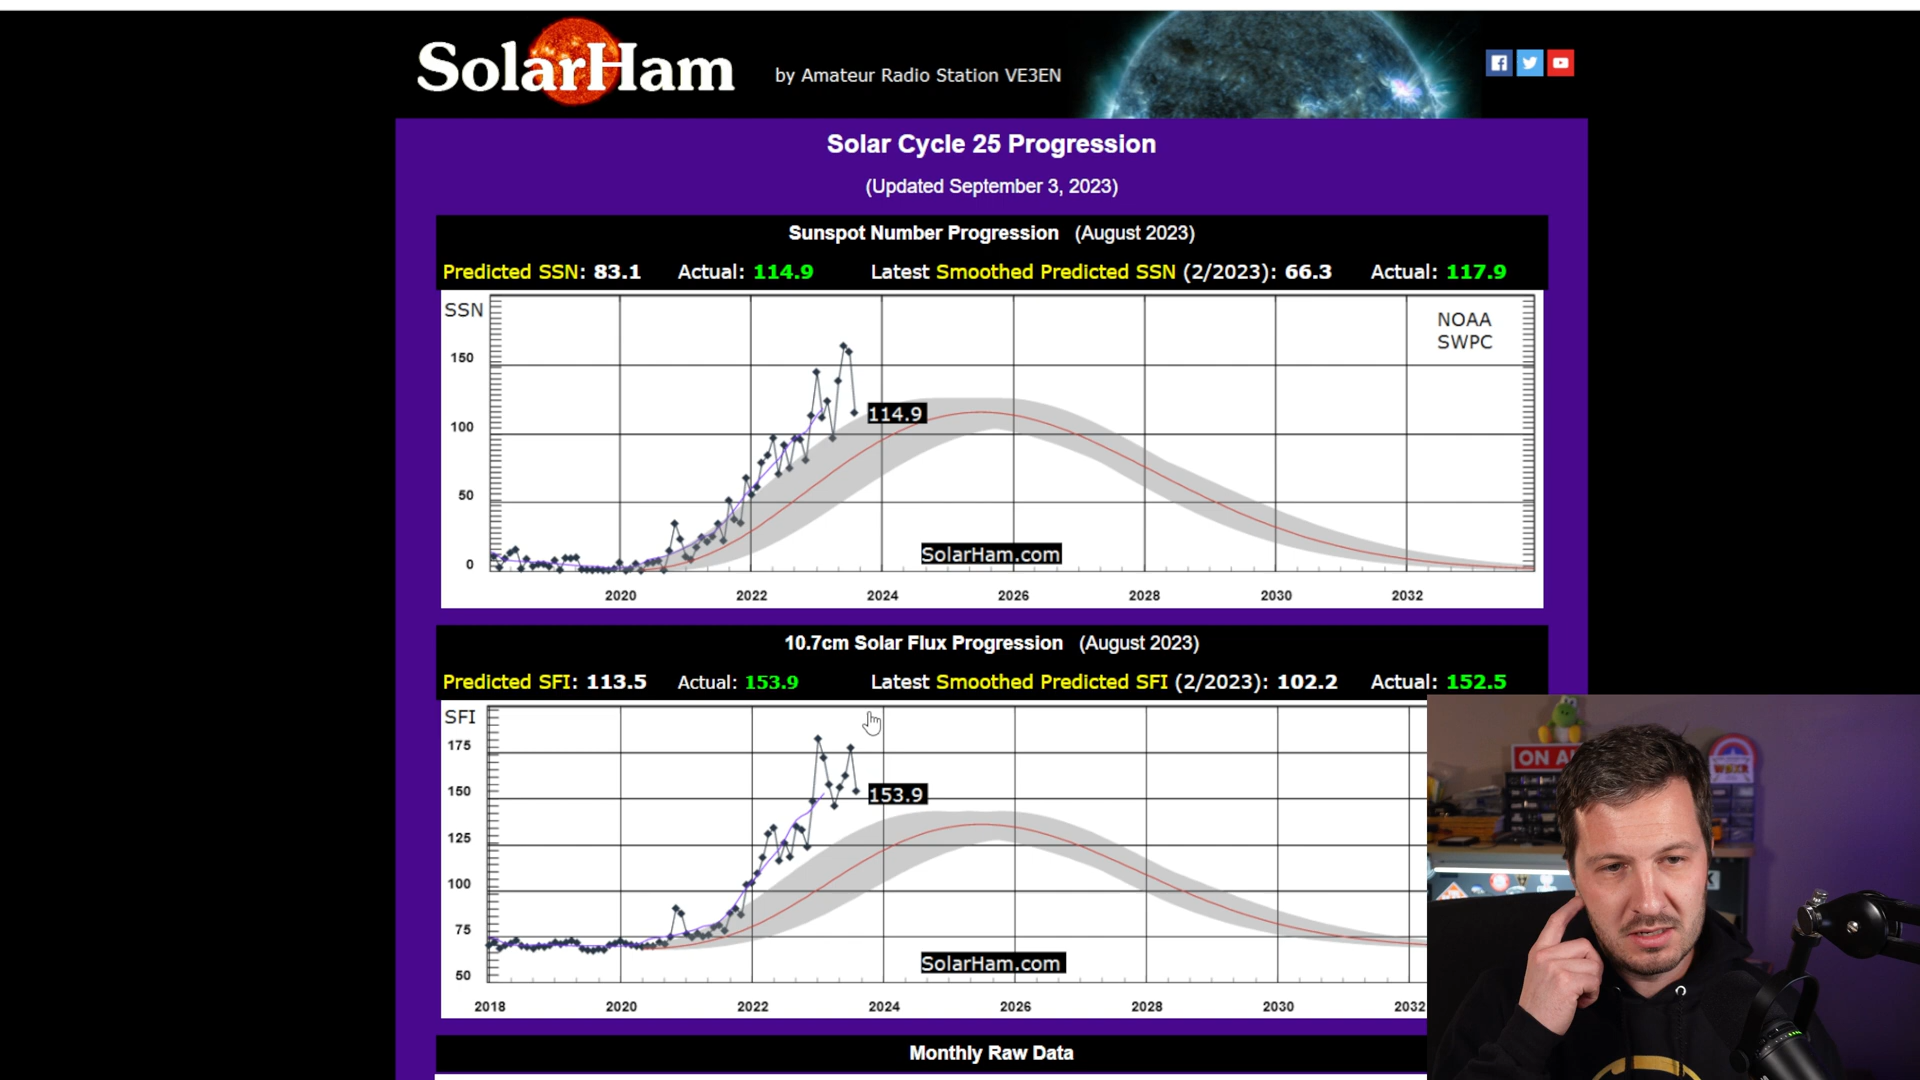 SolarHam
by Amateur Radio Station VE3EN
Solar Cycle 25 Progression
(Updated September 3, 2023)
Sunspot Number Progression (August 2023)
Predicted SSN: 83.1 Actual: 114.9 Latest Smoothed Predicted SSN (2/2023): 66.3 Actual: 117.9
SSN
NOAA
SWPC
150
100
50
0
114.9
SolarHam.com
2020 2022 2024 2026 2028 2030 2032
10.7cm Solar Flux Progression (August 2023)
Predicted SFI: 113.5 Actual: 153.9 Latest Smoothed Predicted SFI (2/2023): 102.2 Actual: 152.5
SFI
175
150
125
100
75
50
153.9
SolarHam.com
2018 2020 2022 2024 2026 2028 2030 2032
Monthly Raw Data